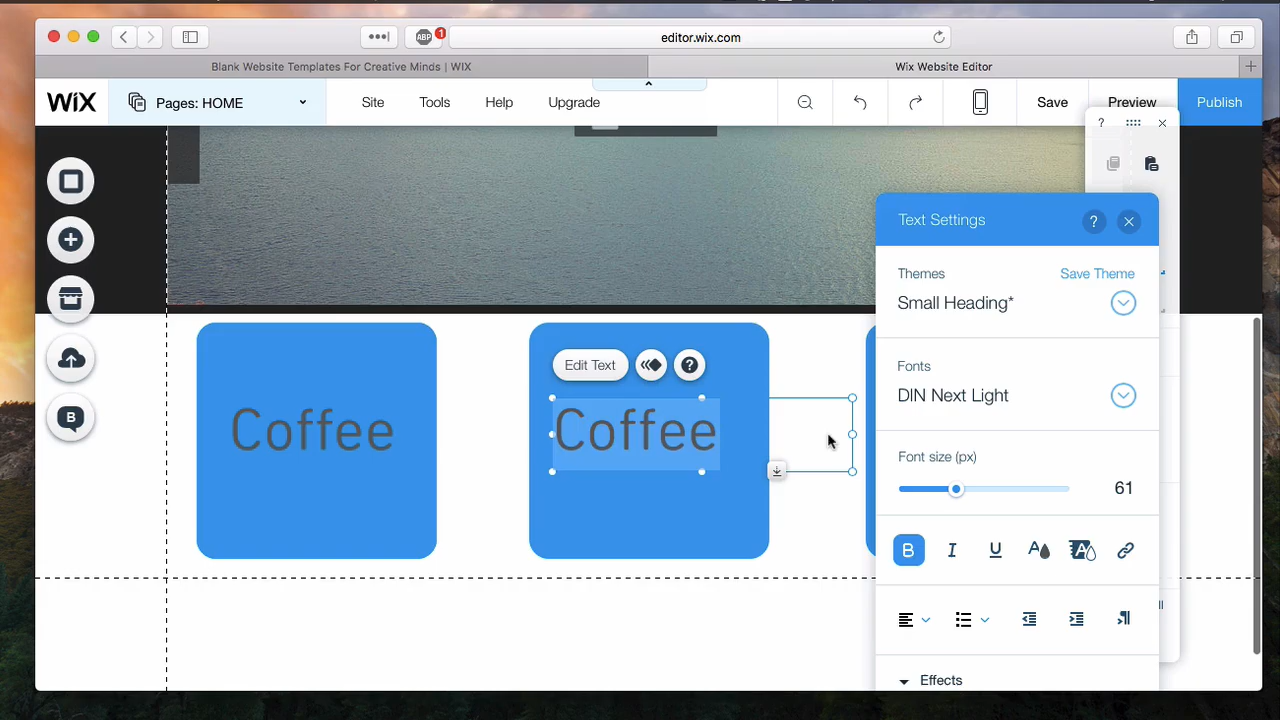 ABP 1
editor.wix.com
Blank Website Templates For Creative Minds | WIX
Wix Website Editor
WiX
Pages: HOME
Site
Tools
Help
Upgrade
Save
Preview
Publish
?
Text Settings
?
Themes
Save Theme
Small Heading*
Fonts
DIN Next Light
Edit Text
?
B
Coffee
Coffee
Font size (px)
61
B I U A A
Effects